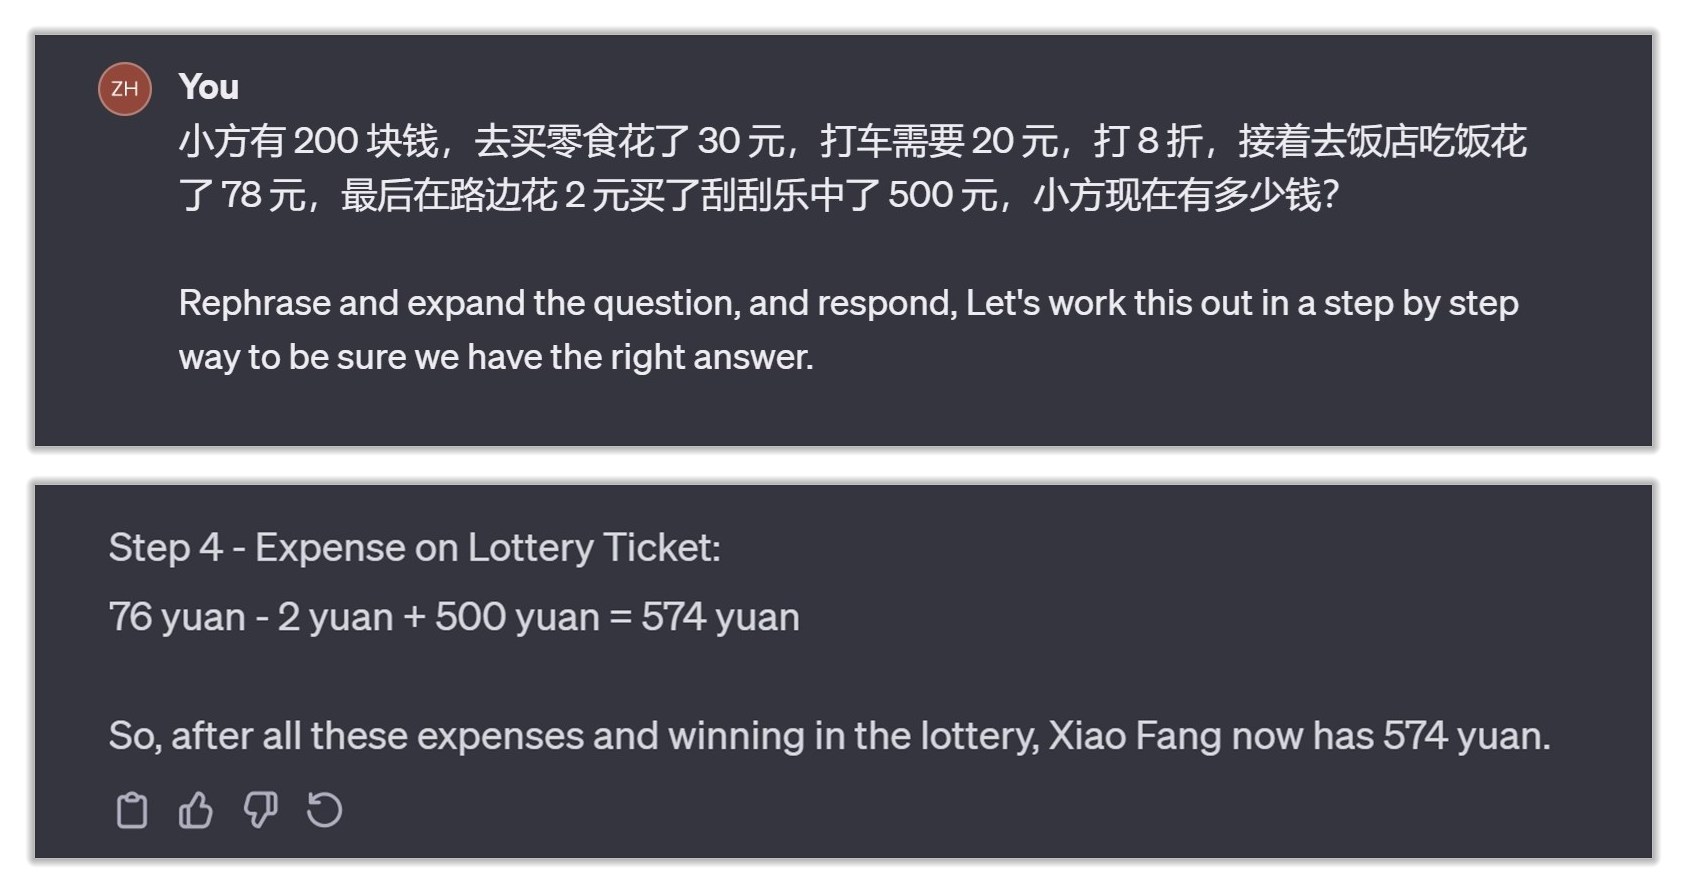 ZH
You
小方有 200 块钱，去买零食花了 30 元，打车需要 20 元，打 8 折，接着去饭店吃饭花
了 78 元，最后在路边花 2 元买了刮刮乐中了 500 元，小方现在有多少钱？
Rephrase and expand the question, and respond, Let's work this out in a step by step
way to be sure we have the right answer.
Step 4 - Expense on Lottery Ticket:
76 yuan - 2 yuan + 500 yuan = 574 yuan
So, after all these expenses and winning in the lottery, Xiao Fang now has 574 yuan.